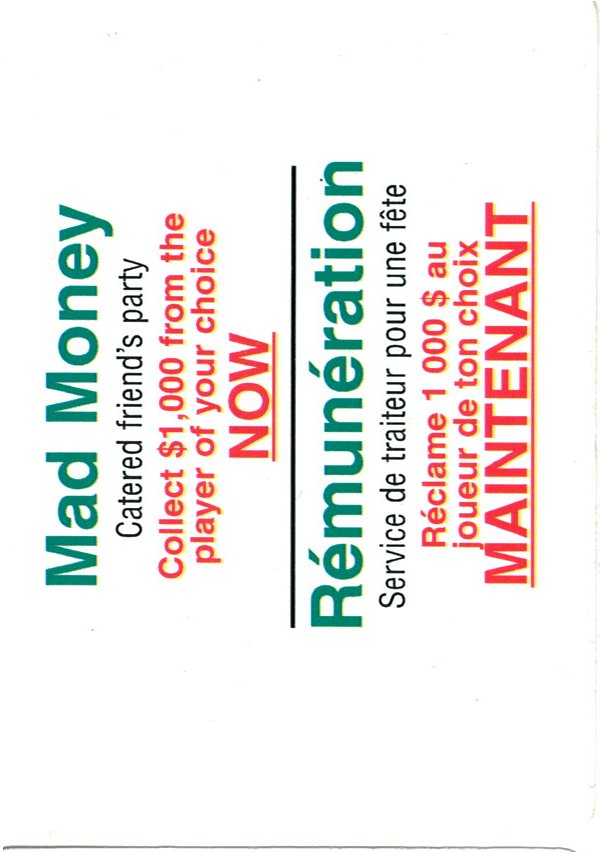 Mad Money
Catered friend's party
Collect $1,000 from the
player of your choice
NOW
Rémunération
Service de traiteur pour une fête
Réclame 1 000 $ au
joueur de ton choix
MAINTENANT